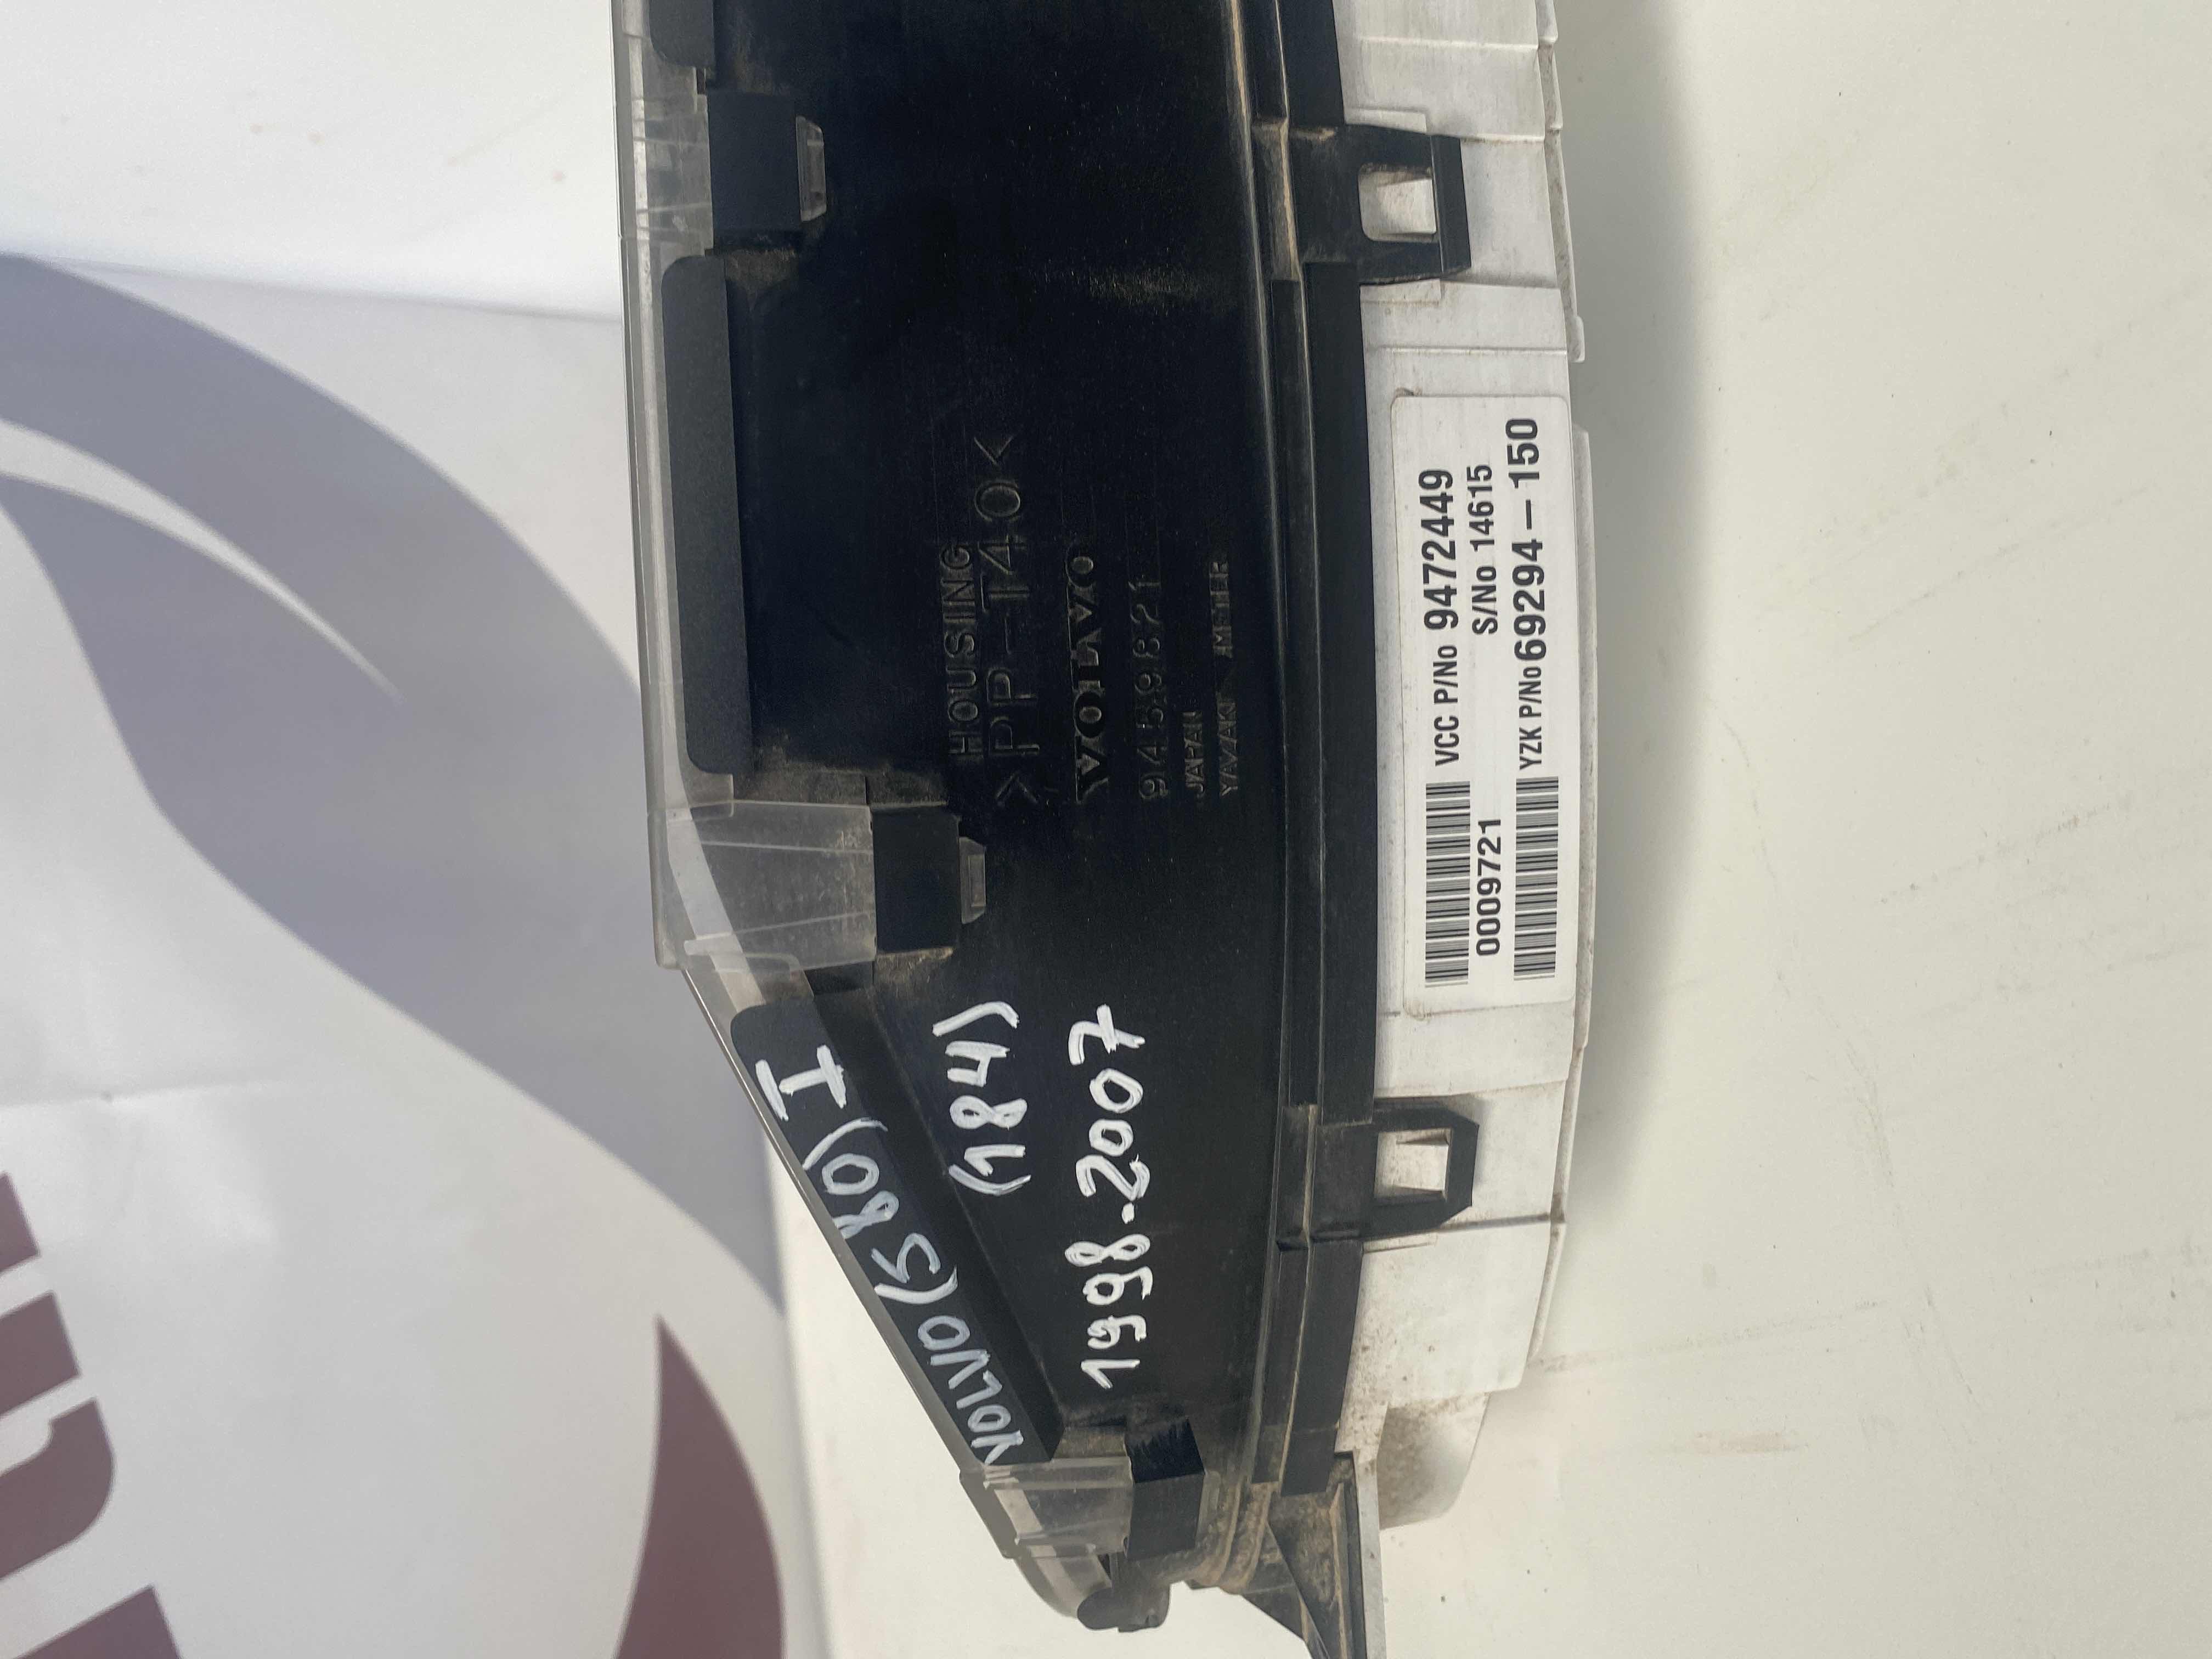 HOUSING
>PP-T40<
VOLVO
9459821
JAPAN
YAZAKI METER
VCC P/No 9472449
S/No 14615
0009721
YZK P/No 69294-150
VOLVO (S80) I
(184)
1998-2007